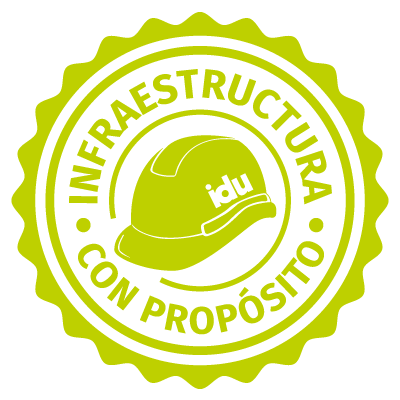 INFRAESTRUCTURA
idu
CON PROPÓSITO